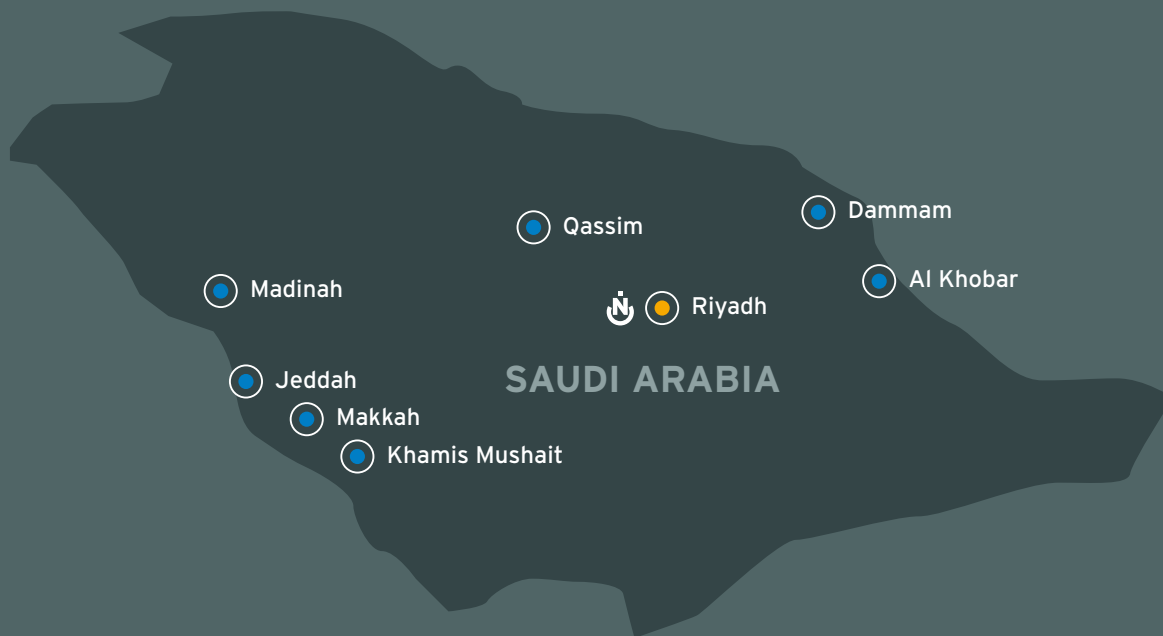 Dammam
Qassim
Al Khobar
Madinah
N
Riyadh
Jeddah
SAUDI ARABIA
Makkah
Khamis Mushait